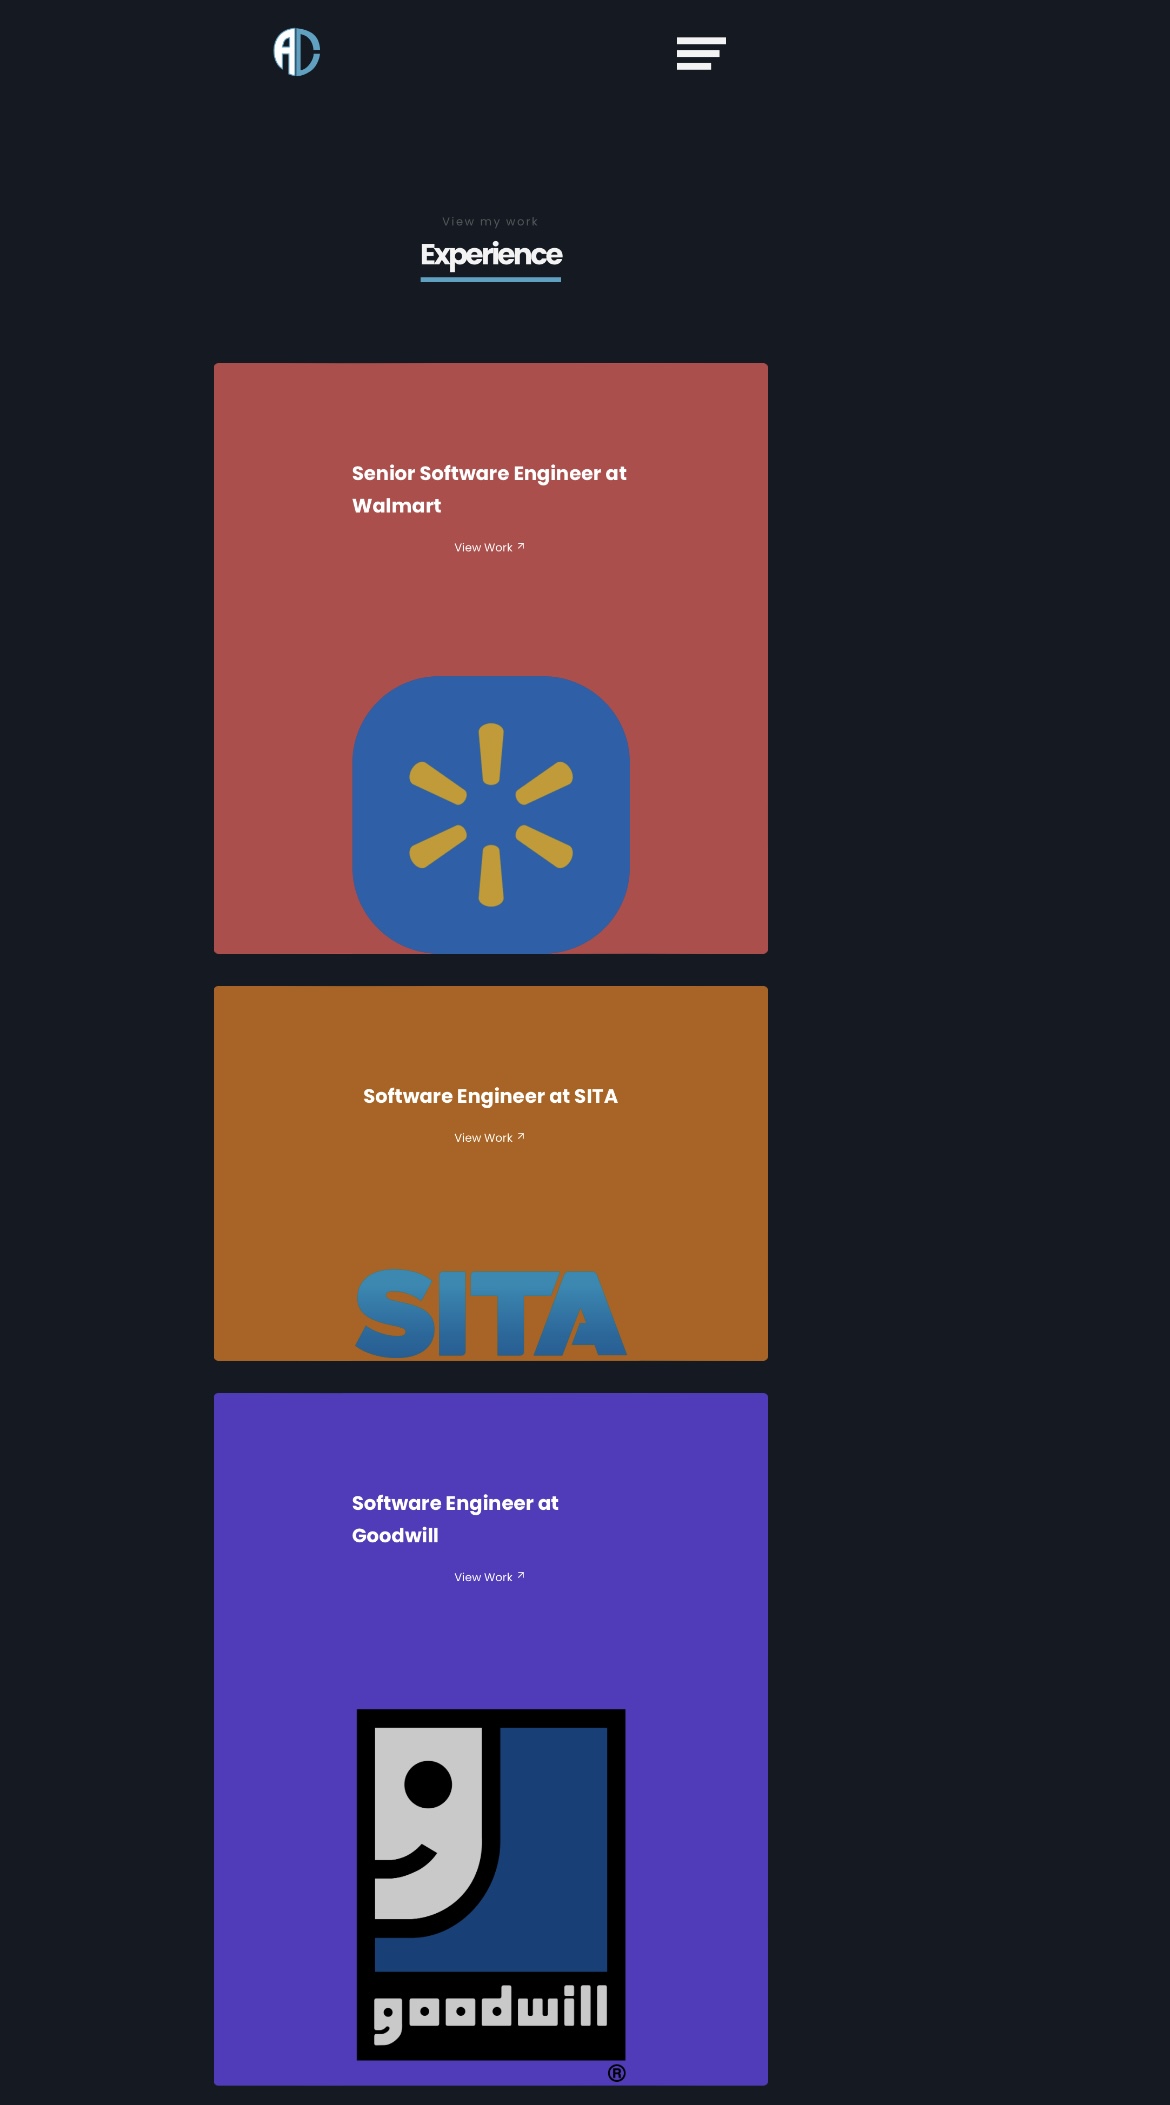 AC
View my work
Experience
Senior Software Engineer at
Walmart
View Work ↗
Software Engineer at SITA
View Work ↗
SITA
Software Engineer at
Goodwill
View Work ↗
goodwill
®